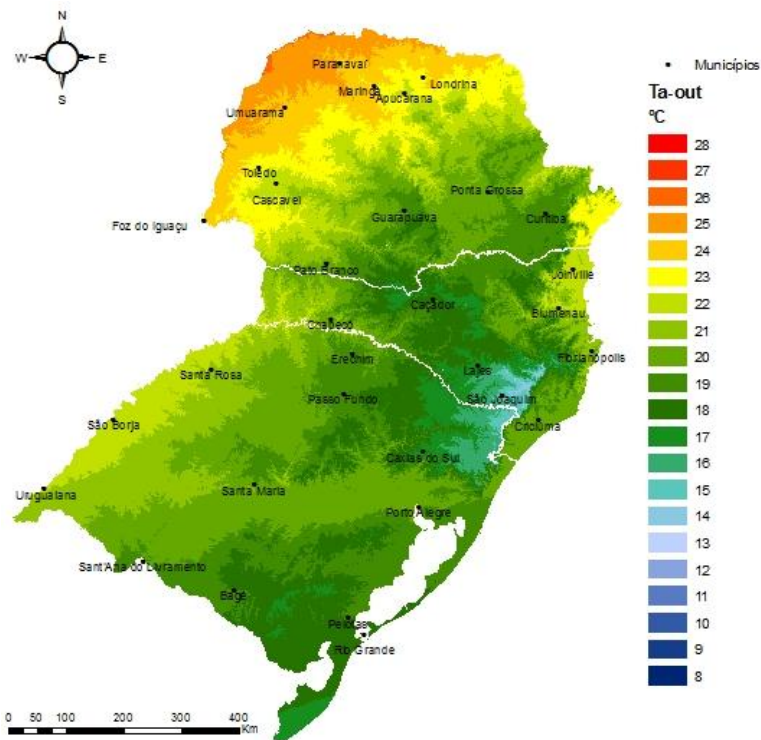 N
W E
S
Municípios
Ta-out
ºC
28
27
26
25
24
23
22
21
20
19
18
17
16
15
14
13
12
11
10
9
8
Paranavaí
Londrina
Maringá
Apucarana
Umuarama
Toledo
Cascavel
Ponta Grossa
Foz do Iguaçu
Guarapuava
Curitiba
Pato Branco
Joinville
Caçador
Blumenau
Chapecó
Erechim
Florianópolis
Lajes
Santa Rosa
Passo Fundo
São Joaquim
São Borja
Criciúma
Caxias do Sul
Uruguaiana
Santa Maria
Porto Alegre
Sant'Ana do Livramento
Bagé
Pelotas
Rio Grande
0 50 100 200 300 400
Km